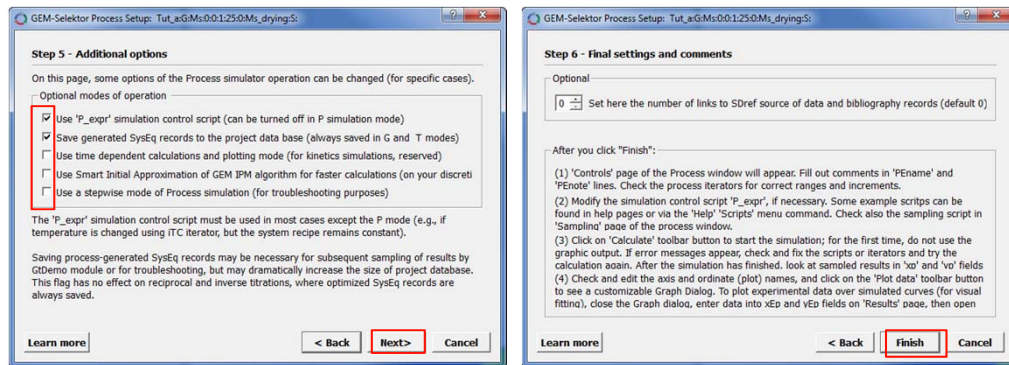 GEM-Selektor Process Setup: Tut_a:G:Ms:0:0:1:25:0:Ms_drying:S:
Step 5 - Additional options
On this page, some options of the Process simulator operation can be changed (for specific cases).
Optional modes of operation
Use 'P_expr' simulation control script (can be turned off in P simulation mode)
Save generated SysEq records to the project data base (always saved in G and T modes)
Use time dependent calculations and plotting mode (for kinetics simulations, reserved)
Use Smart Initial Approximation of GEM IPM algorithm for faster calculations (on your discreti
Use a stepwise mode of Process simulation (for troubleshooting purposes)
The 'P_expr' simulation control script must be used in most cases except the P mode (e.g., if
temperature is changed using iTC iterator, but the system recipe remains constant).
Saving process-generated SysEq records may be necessary for subsequent sampling of results by
GtDemo module or for troubleshooting, but may dramatically increase the size of project database.
This flag has no effect on reciprocal and inverse titrations, where optimized SysEq records are
always saved.
Learn more
< Back
Next>
Cancel
GEM-Selektor Process Setup: Tut_a:G:Ms:0:0:1:25:0:Ms_drying:S:
Step 6 - Final settings and comments
Optional
0 Set here the number of links to SDref source of data and bibliography records (default 0)
After you click "Finish":
(1) 'Controls' page of the Process window will appear. Fill out comments in 'PEname' and
'PEnote' lines. Check the process iterators for correct ranges and increments.
(2) Modify the simulation control script 'P_expr', if necessary. Some example scritps can be
found in help pages or via the 'Help' 'Scripts' menu command. Check also the sampling script in
'Sampling' page of the process window.
(3) Click on 'Calculate' toolbar button to start the simulation; for the first time, do not use the
graphic output. If error messages appear, check and fix the scripts or iterators and try the
calculation again. After the simulation has finished. look at sampled results in 'xp' and 'yp' fields
(4) Check and edit the axis and ordinate (plot) names, and click on the 'Plot data' toolbar button
to see a customizable Graph Dialog. To plot experimental data over simulated curves (for visual
fitting), close the Graph dialog, enter data into xEp and yEp fields on 'Results' page, then open
Learn more
< Back
Finish
Cancel